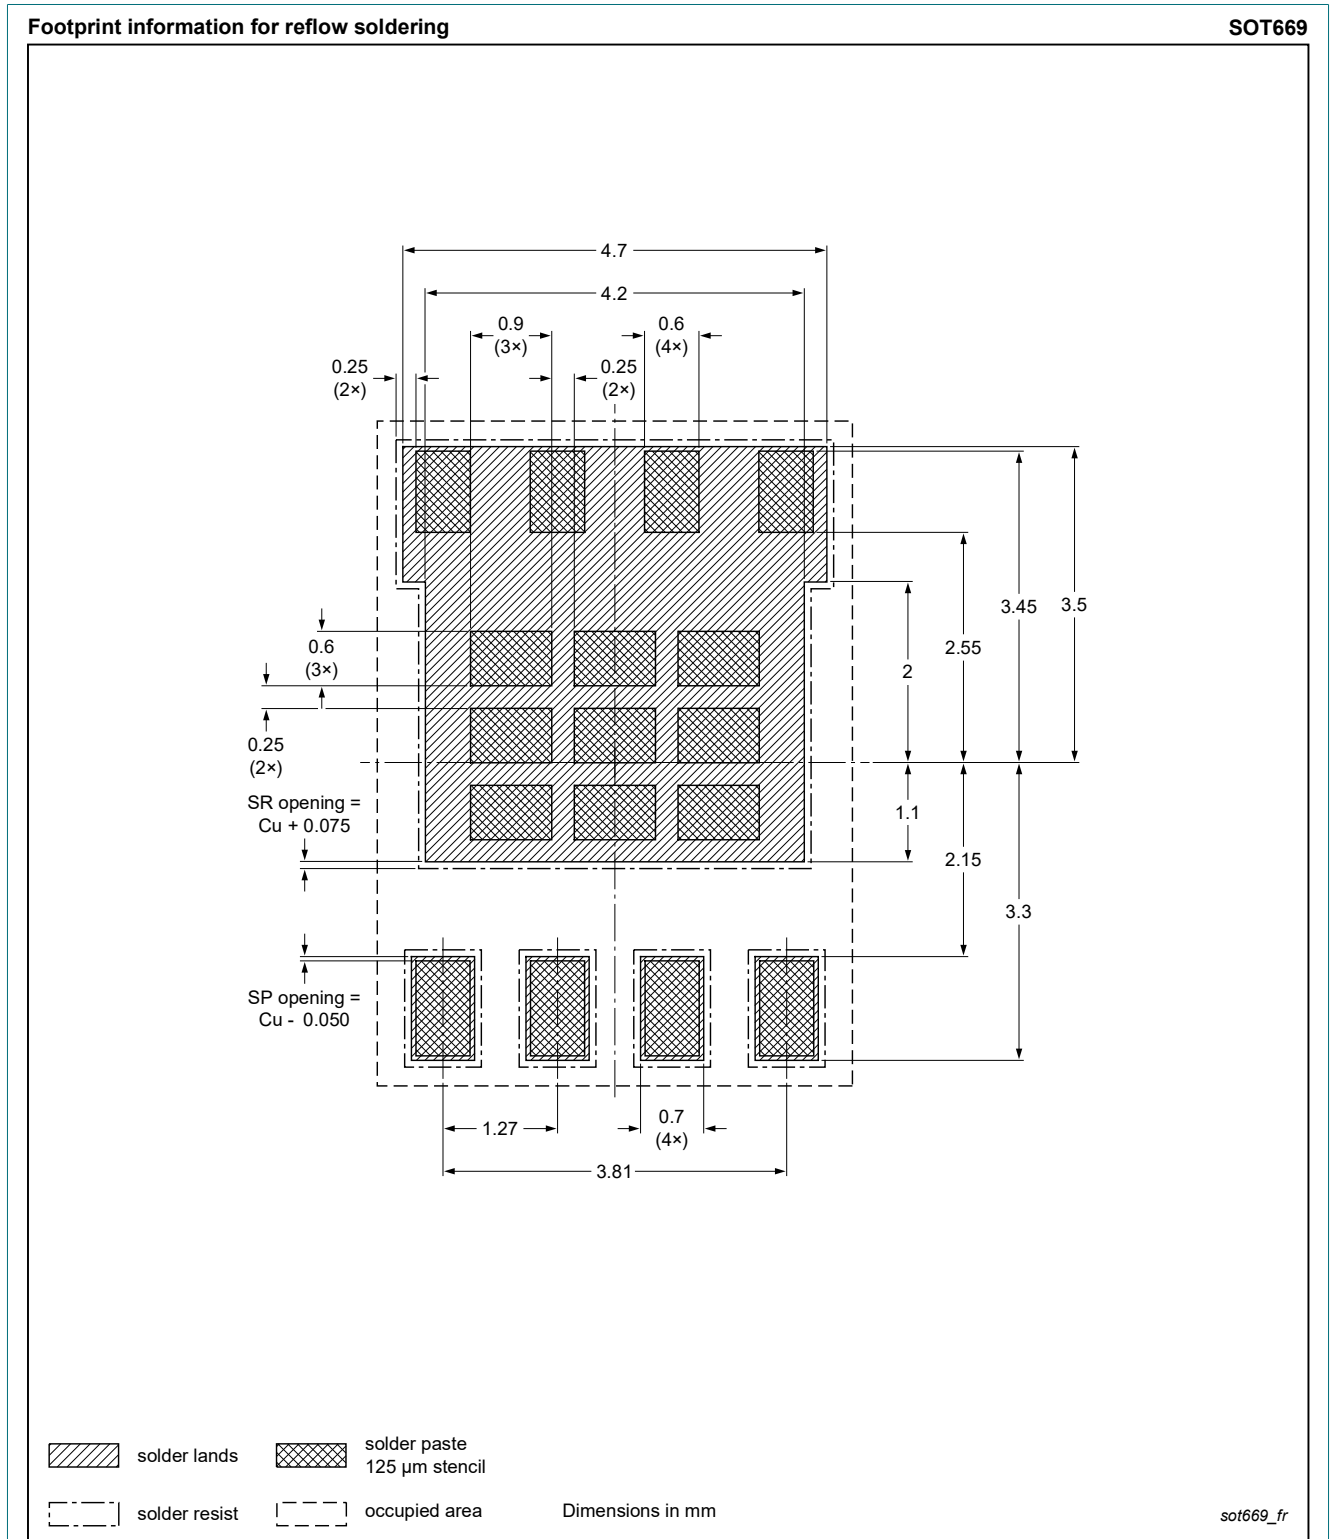 Footprint information for reflow soldering
SOT669
4.7
4.2
0.9
(3×)
0.6
(4×)
0.25
(2×)
0.25
(2×)
3.45
3.5
2.55
2
0.6
(3×)
0.25
(2×)
SR opening =
Cu + 0.075
1.1
2.15
3.3
SP opening =
Cu - 0.050
1.27
0.7
(4×)
3.81
solder lands
solder paste
125 µm stencil
solder resist
occupied area
Dimensions in mm
sot669_fr